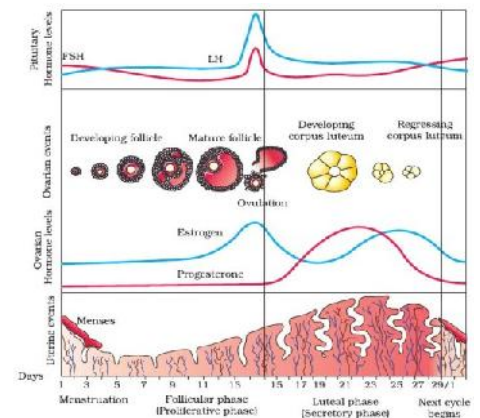 Pituitary
Hormone levels
FSH
LH
Ovarian events
Developing follicle
Mature follicle
Developing
corpus luteum
Regressing
corpus luteum
Ovulation
Ovarian
Hormone levels
Estrogen
Progesterone
Uterine events
Menses
Days
1 3 5 7 9 11 13 15 17 19 21 23 25 27 29/1
Menstruation
Follicular phase
(Proliferative phase)
Luteal phase
[Secretory phase)
Next cycle
begins